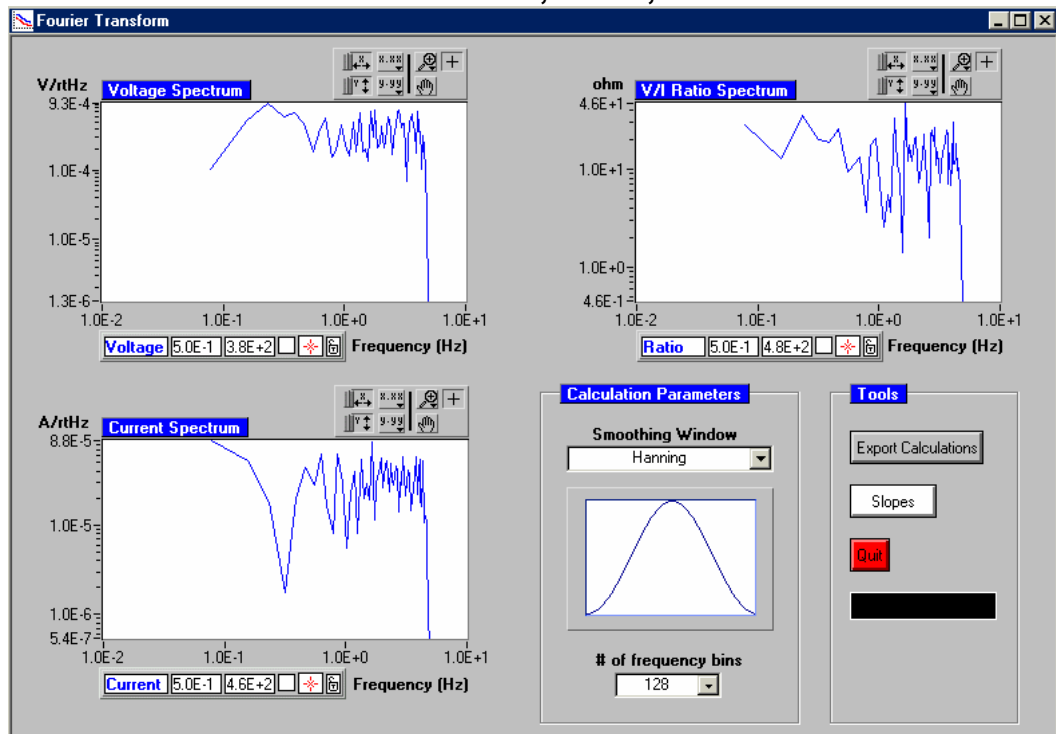 Fourier Transform
V/rtHz
Voltage Spectrum
X.XX
Y.YY
9.3E-4
1.0E-4
1.0E-5
1.3E-6
1.0E-2 1.0E-1 1.0E+0 1.0E+1
Voltage 5.0E-1 3.8E+2 Frequency (Hz)
ohm
V/I Ratio Spectrum
X.XX
Y.YY
4.6E+1
1.0E+1
1.0E+0
4.6E-1
1.0E-2 1.0E-1 1.0E+0 1.0E+1
Ratio 5.0E-1 4.8E+2 Frequency (Hz)
A/rtHz
Current Spectrum
X.XX
Y.YY
8.8E-5
1.0E-5
1.0E-6
5.4E-7
1.0E-2 1.0E-1 1.0E+0 1.0E+1
Current 5.0E-1 4.6E+2 Frequency (Hz)
Calculation Parameters
Smoothing Window
Hanning
# of frequency bins
128
Tools
Export Calculations
Slopes
Quit